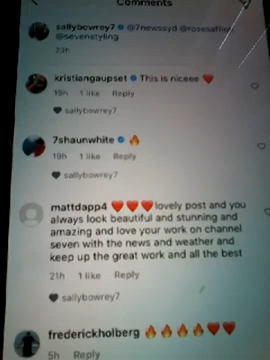 Comments
sallybowrey7 @7newssyd
@sevenstyling
23h
kristiangaupset This is niceee ❤️
19h 1 like Reply
❤ sallybowrey7
7shaunwhite 🔥
19h 1 like Reply
❤ sallybowrey7
mattdapp4 ❤️❤️❤️lovely post and you
always look beautiful and stunning and
amazing and love your work on channel
seven with the news and weather and
keep up the great work and all the best
21h 1 like Reply
❤ sallybowrey7
frederickholberg 🔥🔥🔥🔥❤️❤️
5h Reply